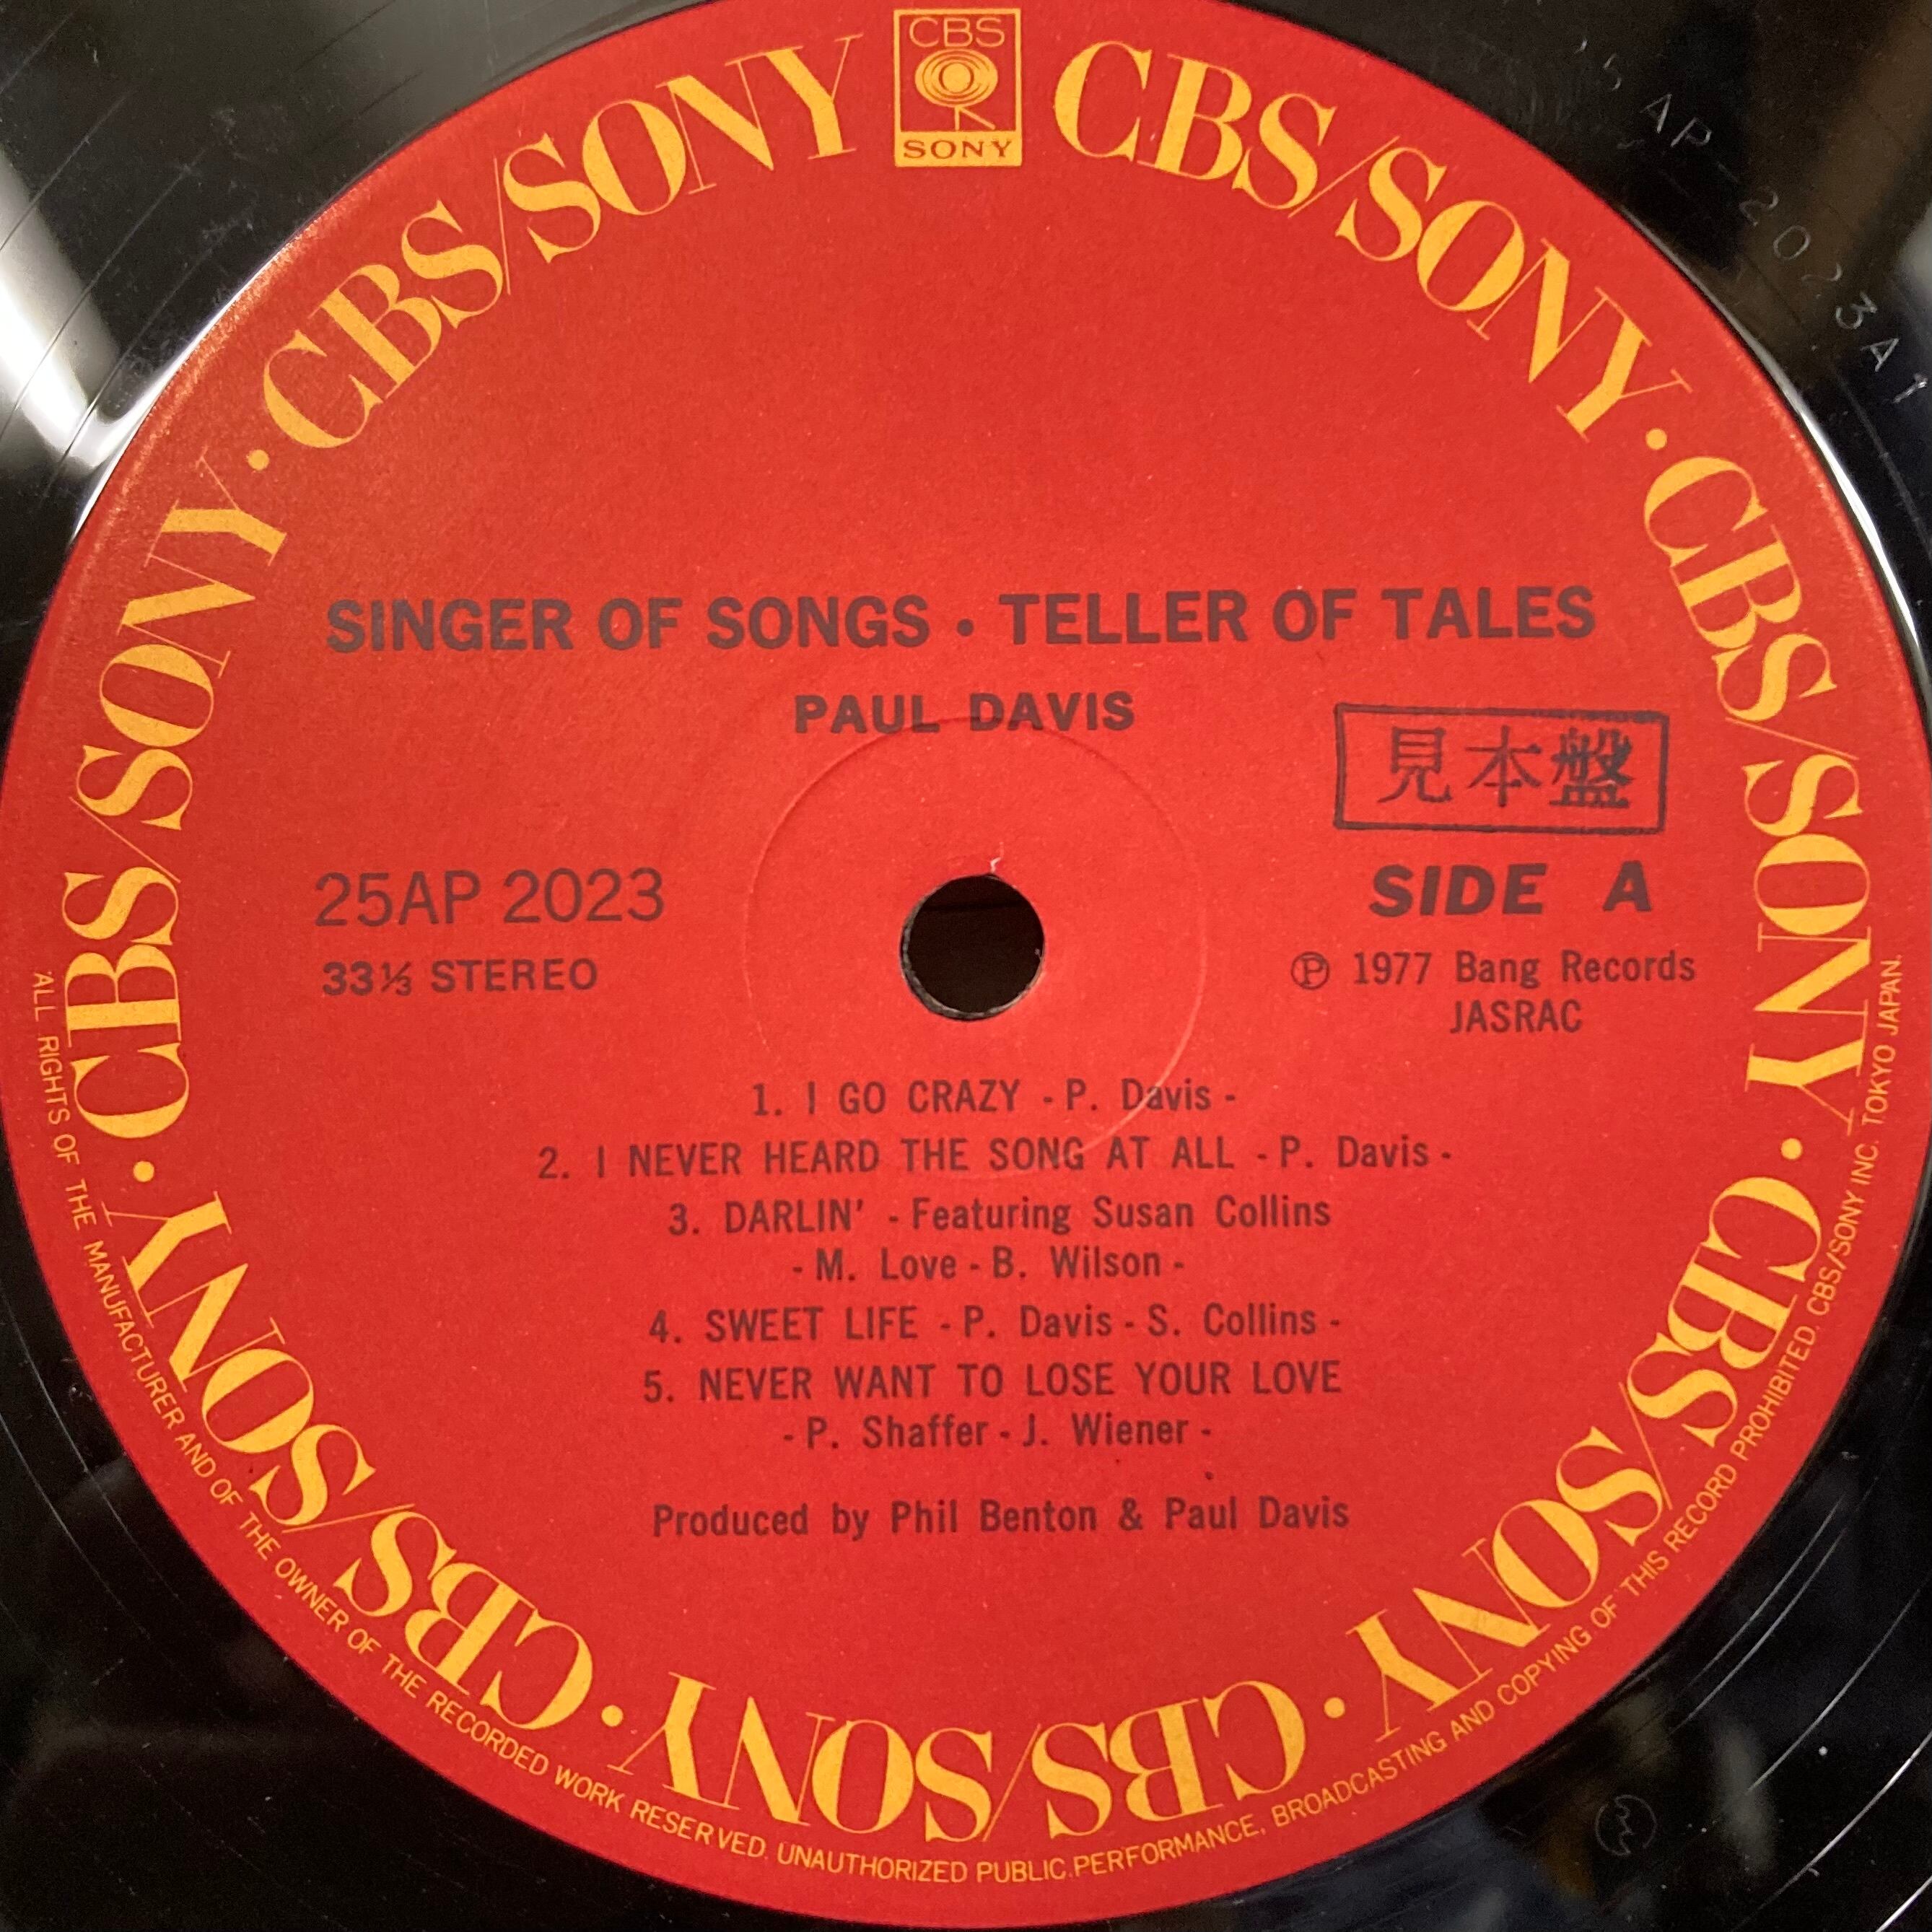 CBS
SONY
CBS/SONY · CBS/SONY · CBS/SONY · CBS/SONY · CBS/SONY · CBS/SONY · CBS/SONY · CBS/SONY
AP-2023A1
SINGER OF SONGS • TELLER OF TALES
PAUL DAVIS
見本盤
25AP 2023
SIDE A
33⅓ STEREO
Ⓟ 1977 Bang Records
JASRAC
1. I GO CRAZY - P. Davis -
2. I NEVER HEARD THE SONG AT ALL - P. Davis -
3. DARLIN' - Featuring Susan Collins
- M. Love - B. Wilson -
4. SWEET LIFE - P. Davis - S. Collins -
5. NEVER WANT TO LOSE YOUR LOVE
- P. Shaffer - J. Wiener -
Produced by Phil Benton & Paul Davis
ALL RIGHTS OF THE MANUFACTURER AND OF THE OWNER OF THE RECORDED WORK RESERVED. UNAUTHORIZED PUBLIC PERFORMANCE, BROADCASTING AND COPYING OF THIS RECORD PROHIBITED. CBS/SONY INC. TOKYO JAPAN.